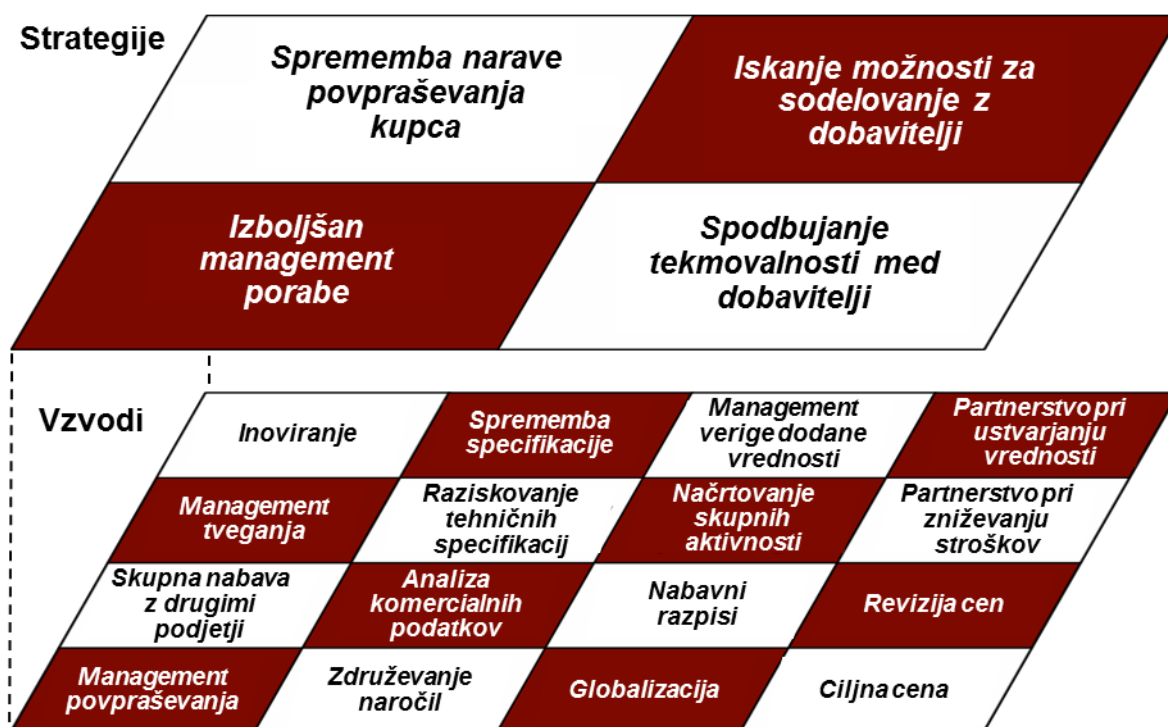 Strategije
Sprememba narave
povpraševanja
kupca
Iskanje možnosti za
sodelovanje z
dobavitelji
Izboljšan
management
porabe
Spodbujanje
tekmovalnosti med
dobavitelji
Vzvodi
Inoviranje
Sprememba
specifikacije
Management
verige dodane
vrednosti
Partnerstvo pri
ustvarjanju
vrednosti
Management
tveganja
Raziskovanje
tehničnih
specifikacij
Načrtovanje
skupnih
aktivnosti
Partnerstvo pri
zniževanju
stroškov
Skupna nabava
z drugimi
podjetji
Analiza
komercialnih
podatkov
Nabavni
razpisi
Revizija cen
Management
povpraševanja
Združevanje
naročil
Globalizacija
Ciljna cena